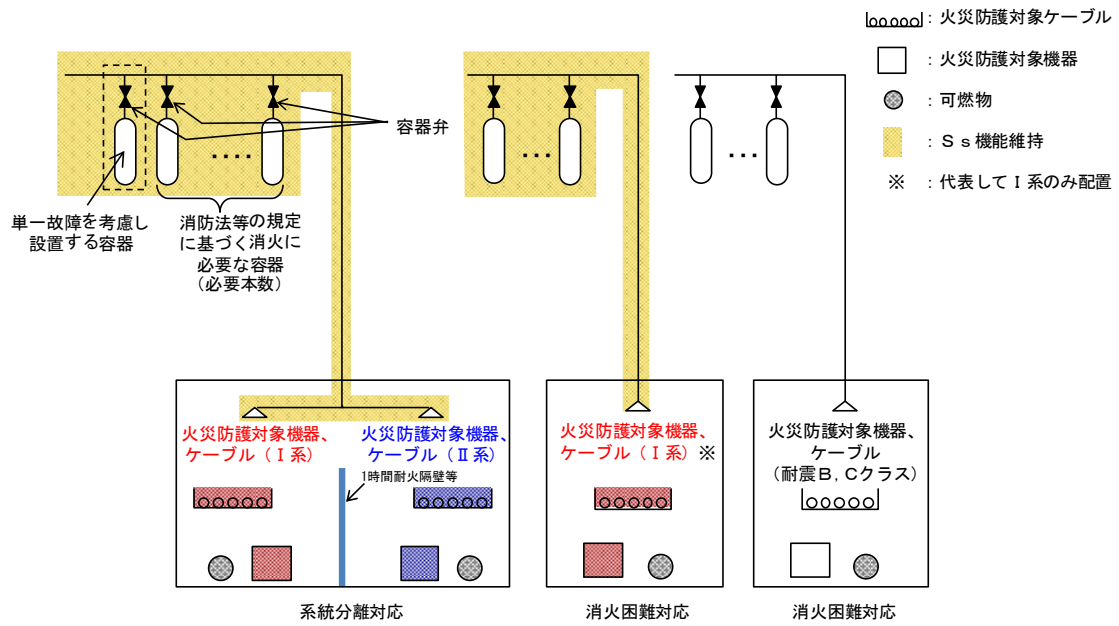 ：火災防護対象ケーブル
：火災防護対象機器
：可燃物
：Ｓｓ機能維持
※ ：代表してⅠ系のみ配置
容器弁
単一故障を考慮し
設置する容器
消防法等の規定
に基づく消火に
必要な容器
（必要本数）
火災防護対象機器、
ケーブル（Ⅰ系）
火災防護対象機器、
ケーブル（Ⅱ系）
1時間耐火隔壁等
系統分離対応
火災防護対象機器、
ケーブル（Ⅰ系）※
消火困難対応
火災防護対象機器、
ケーブル
（耐震Ｂ，Ｃクラス）
消火困難対応